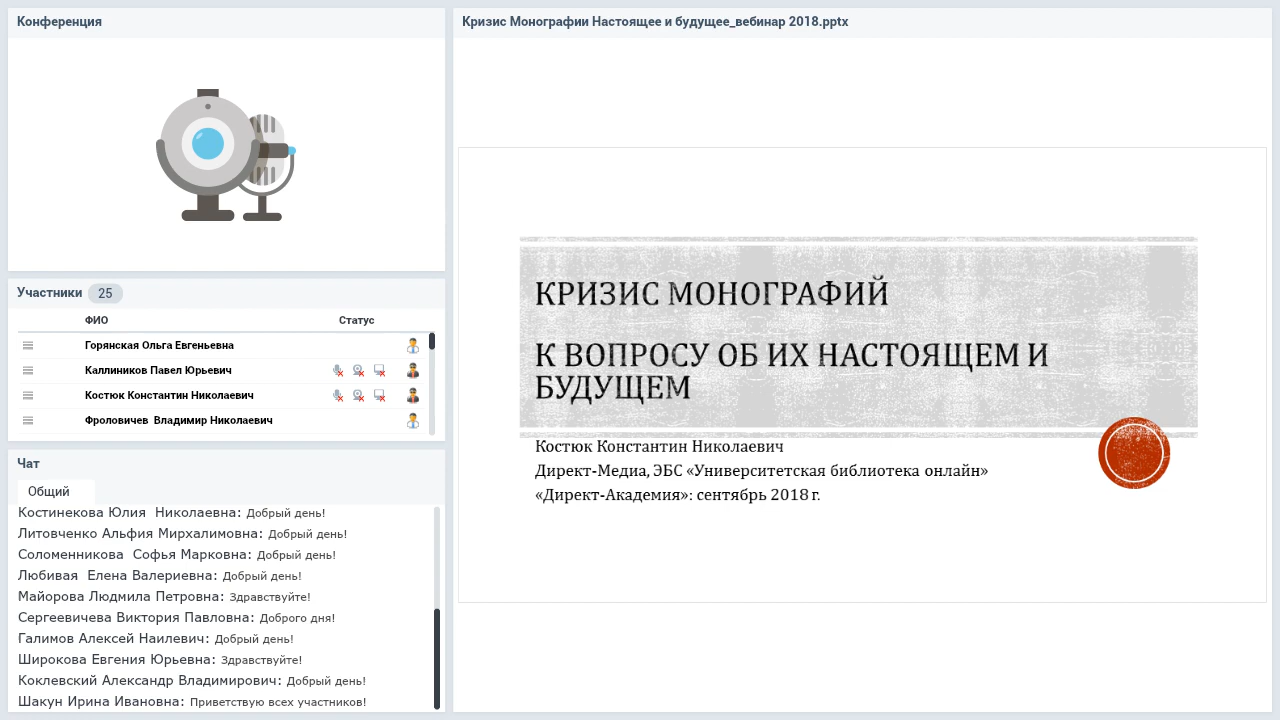 Конференция
Участники 25
ФИО Статус
Горянская Ольга Евгеньевна
Каллиников Павел Юрьевич
Костюк Константин Николаевич
Фроловичев Владимир Николаевич
Чат
Общий
Костинекова Юлия Николаевна: Добрый день!
Литовченко Альфия Мирхалимовна: Добрый день!
Соломенникова Софья Марковна: Добрый день!
Любивая Елена Валериевна: Добрый день!
Майорова Людмила Петровна: Здравствуйте!
Сергеевичева Виктория Павловна: Доброго дня!
Галимов Алексей Наилевич: Добрый день!
Широкова Евгения Юрьевна: Здравствуйте!
Коклевский Александр Владимирович: Добрый день!
Шакун Ирина Ивановна: Приветствую всех участников!
Кризис Монографии Настоящее и будущее_вебинар 2018.pptx
КРИЗИС МОНОГРАФИЙ
К ВОПРОСУ ОБ ИХ НАСТОЯЩЕМ И
БУДУЩЕМ
Костюк Константин Николаевич
Директ-Медиа, ЭБС «Университетская библиотека онлайн»
«Директ-Академия»: сентябрь 2018 г.